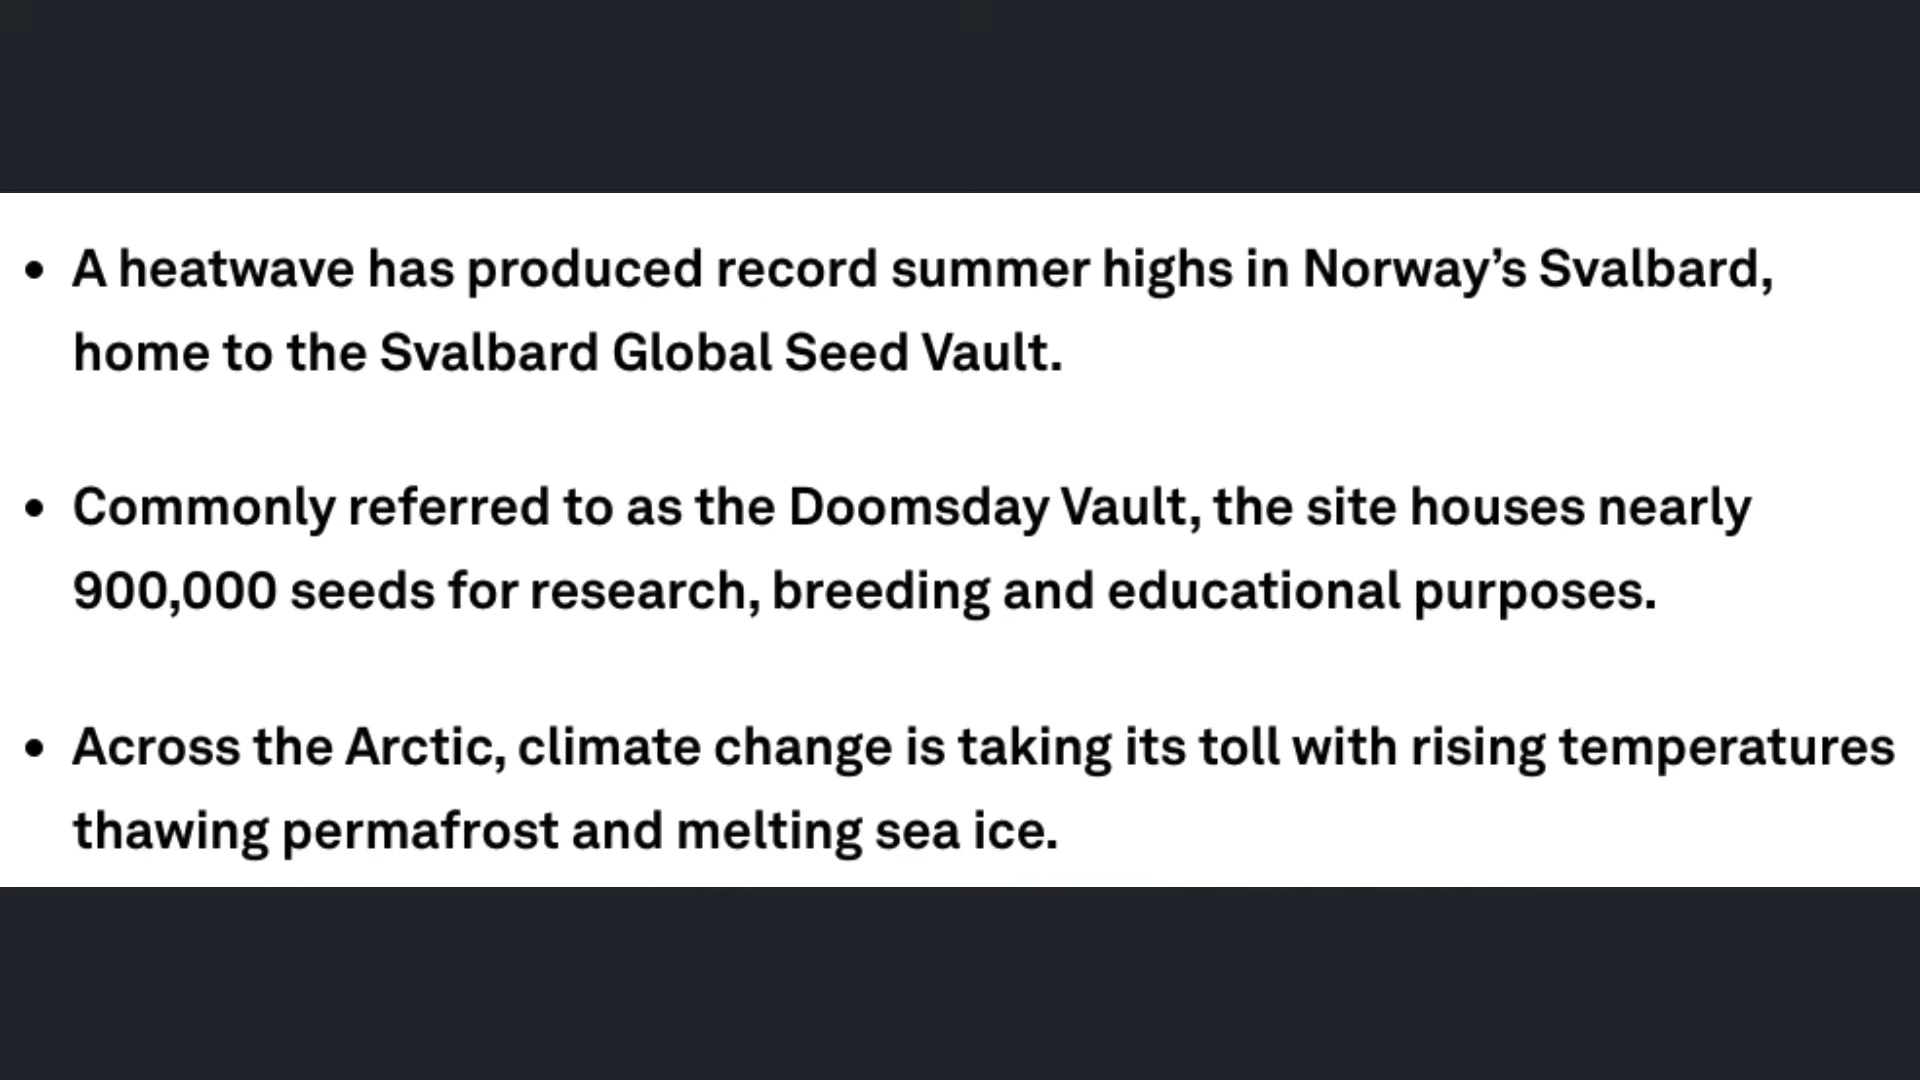 • A heatwave has produced record summer highs in Norway’s Svalbard,
home to the Svalbard Global Seed Vault.
• Commonly referred to as the Doomsday Vault, the site houses nearly
900,000 seeds for research, breeding and educational purposes.
• Across the Arctic, climate change is taking its toll with rising temperatures
thawing permafrost and melting sea ice.